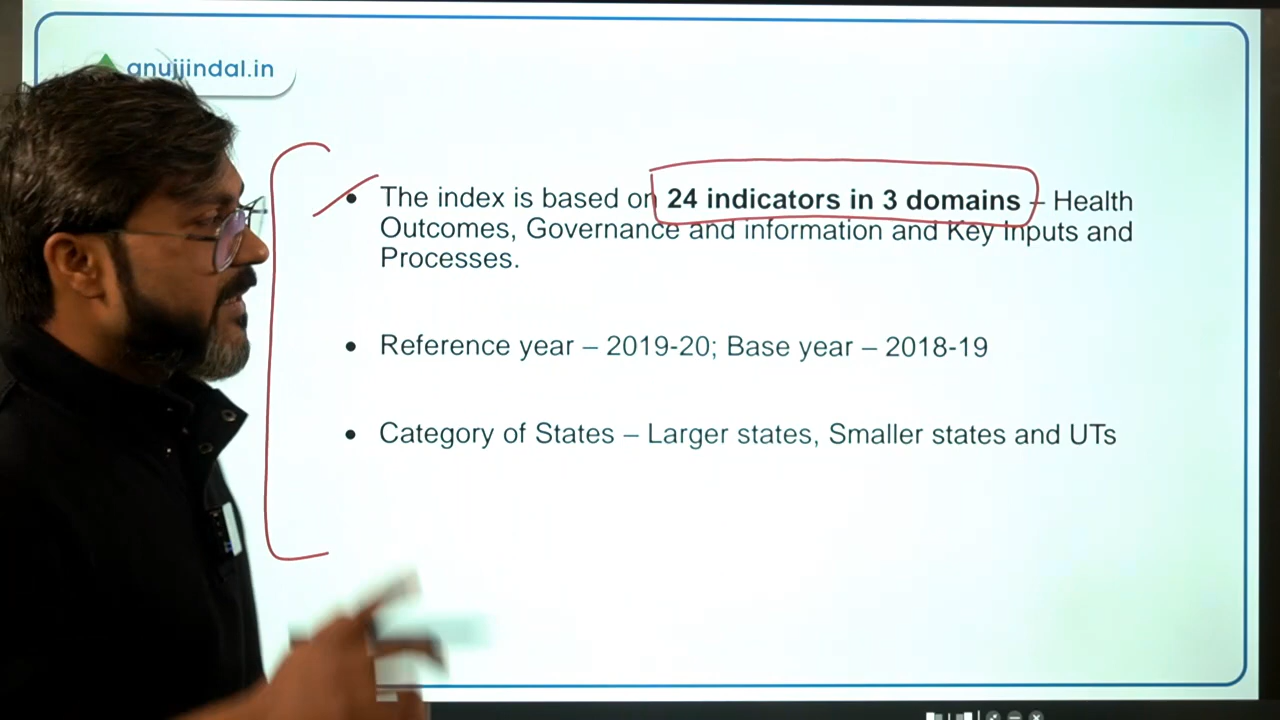 anujjindal.in
• The index is based on 24 indicators in 3 domains – Health
Outcomes, Governance and information and Key Inputs and
Processes.
• Reference year – 2019-20; Base year – 2018-19
• Category of States – Larger states, Smaller states and UTs